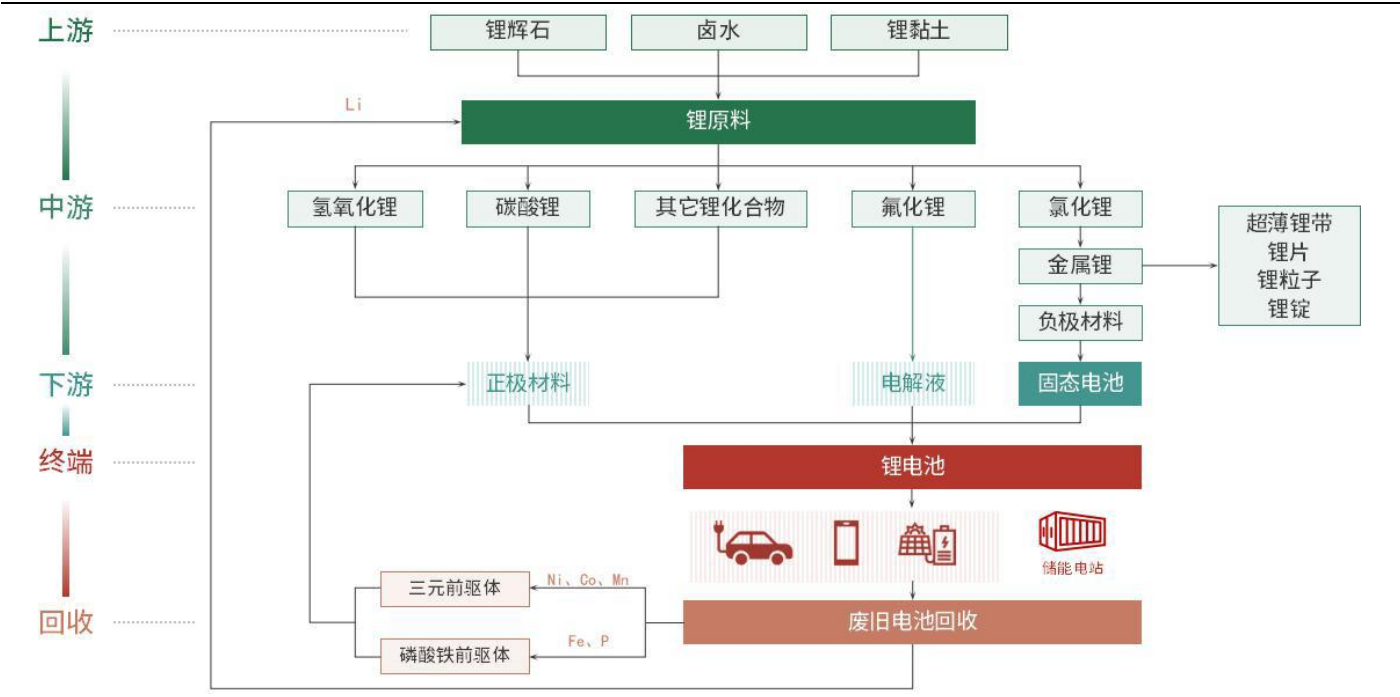 上游
锂辉石
卤水
锂黏土
Li
锂原料
中游
氢氧化锂
碳酸锂
其它锂化合物
氟化锂
氯化锂
超薄锂带
锂片
锂粒子
锂锭
金属锂
负极材料
下游
正极材料
电解液
固态电池
终端
锂电池
储能电站
三元前驱体
Ni、Co、Mn
回收
废旧电池回收
磷酸铁前驱体
Fe、P